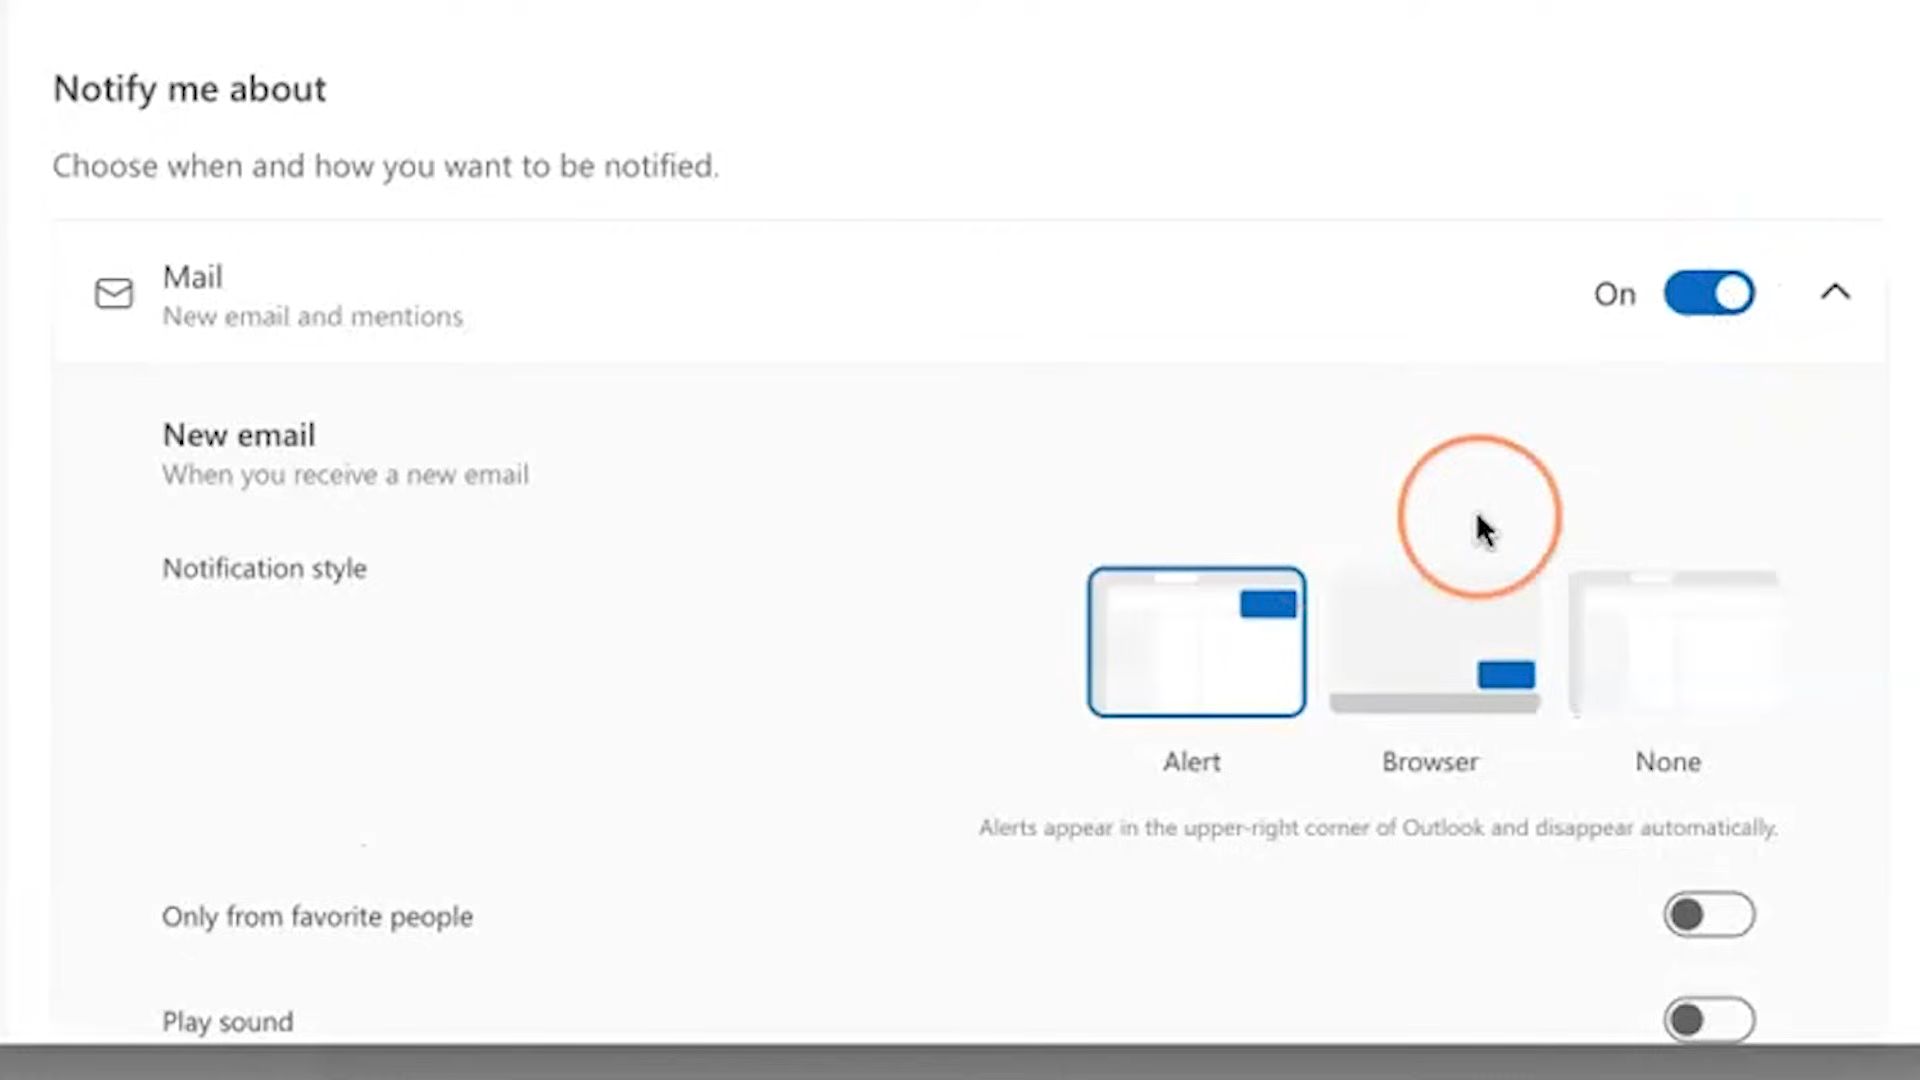 Notify me about
Choose when and how you want to be notified.
Mail
New email and mentions
On
New email
When you receive a new email
Notification style
Alert
Browser
None
Alerts appear in the upper-right corner of Outlook and disappear automatically.
Only from favorite people
Play sound